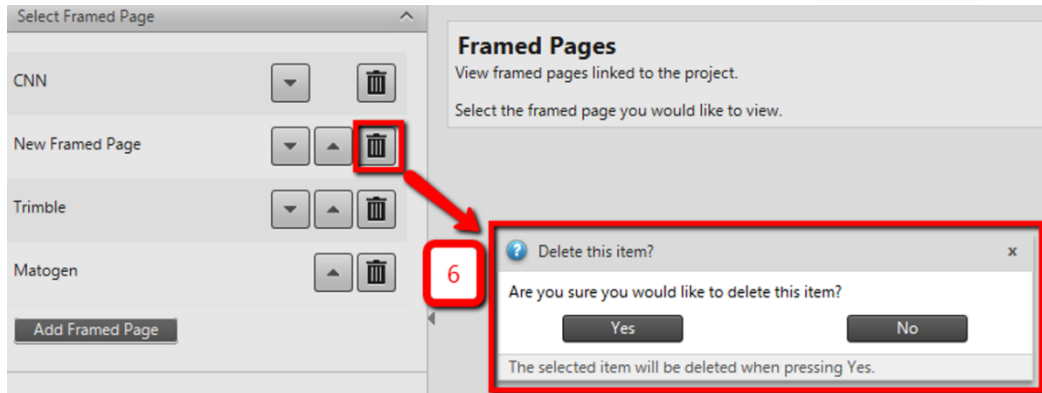 Select Framed Page
CNN
New Framed Page
Trimble
Matogen
Add Framed Page
Framed Pages
View framed pages linked to the project.
Select the framed page you would like to view.
6
Delete this item?
x
Are you sure you would like to delete this item?
Yes
No
The selected item will be deleted when pressing Yes.